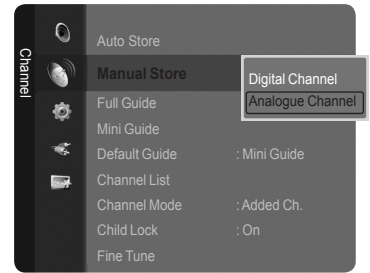 Channel
Auto Store
Manual Store
Digital Channel
Analogue Channel
Full Guide
Mini Guide
Default Guide : Mini Guide
Channel List
Channel Mode : Added Ch.
Child Lock : On
Fine Tune